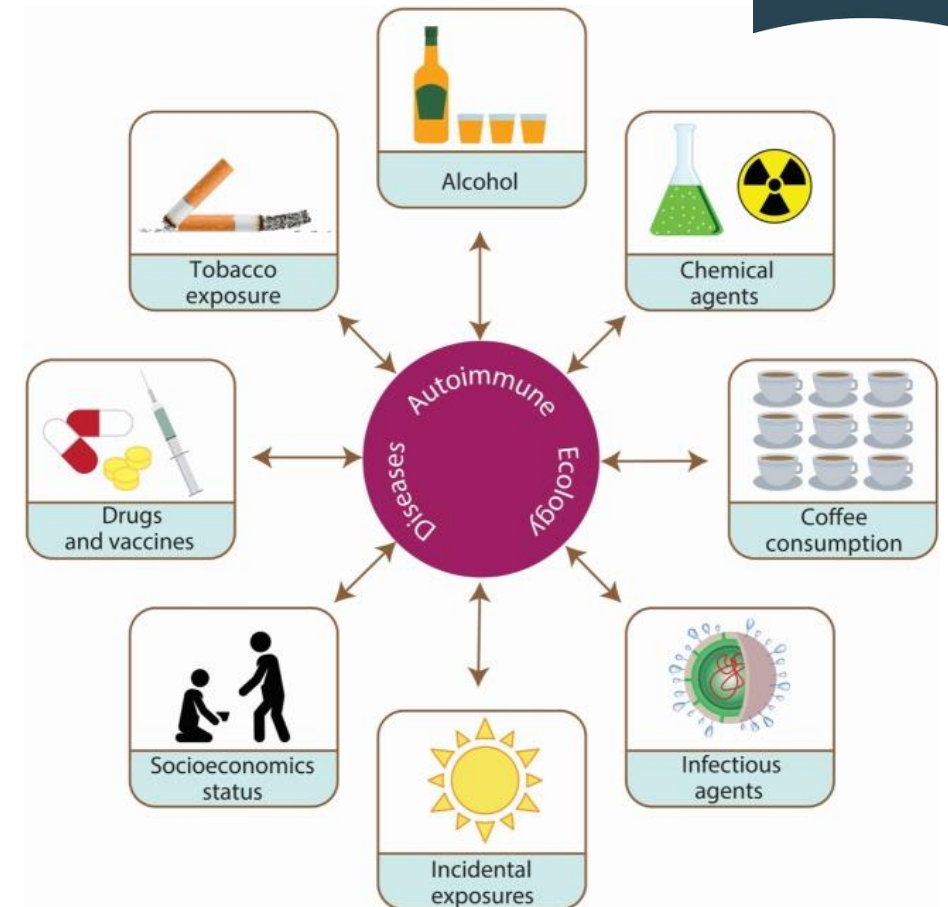 Alcohol
Tobacco
exposure
Chemical
agents
Autoimmune
Ecology
Diseases
Drugs
and vaccines
Coffee
consumption
Socioeconomics
status
Infectious
agents
Incidental
exposures